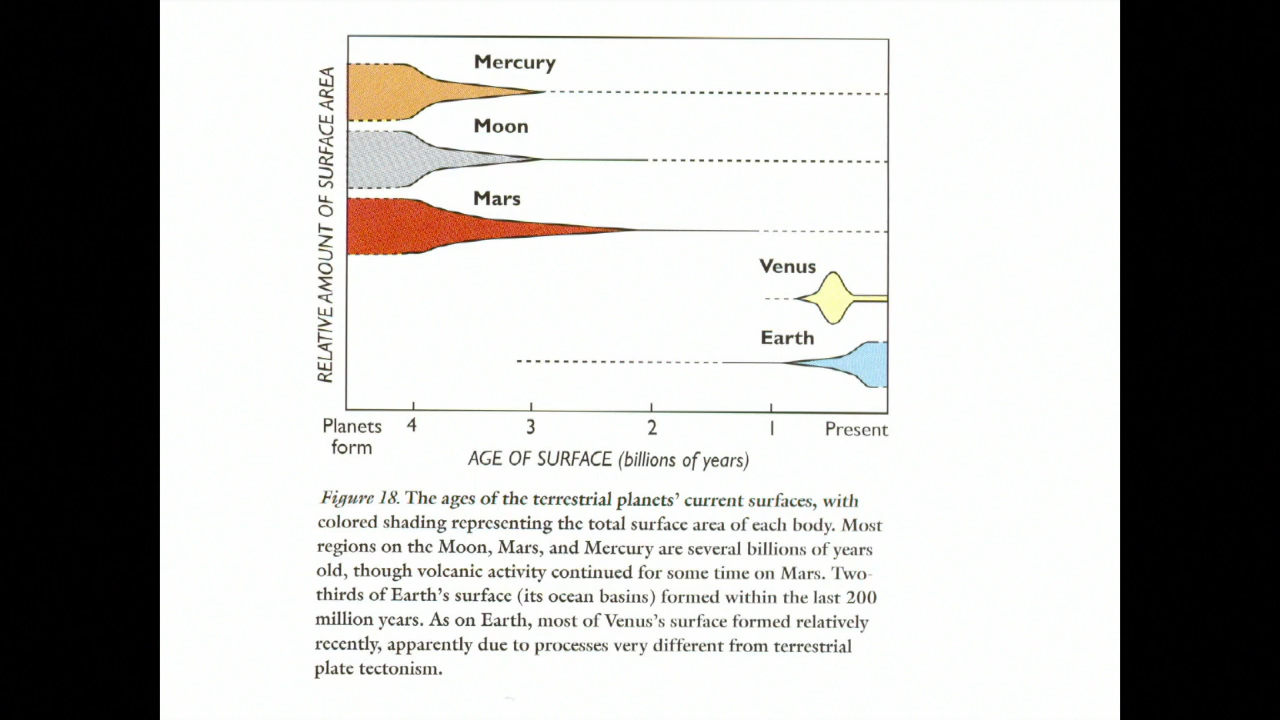 Mercury
Moon
Mars
Venus
Earth
RELATIVE AMOUNT OF SURFACE AREA
Planets form
4
3
2
1
Present
AGE OF SURFACE (billions of years)
Figure 18. The ages of the terrestrial planets' current surfaces, with
colored shading representing the total surface area of each body. Most
regions on the Moon, Mars, and Mercury are several billions of years
old, though volcanic activity continued for some time on Mars. Two-
thirds of Earth's surface (its ocean basins) formed within the last 200
million years. As on Earth, most of Venus's surface formed relatively
recently, apparently due to processes very different from terrestrial
plate tectonism.